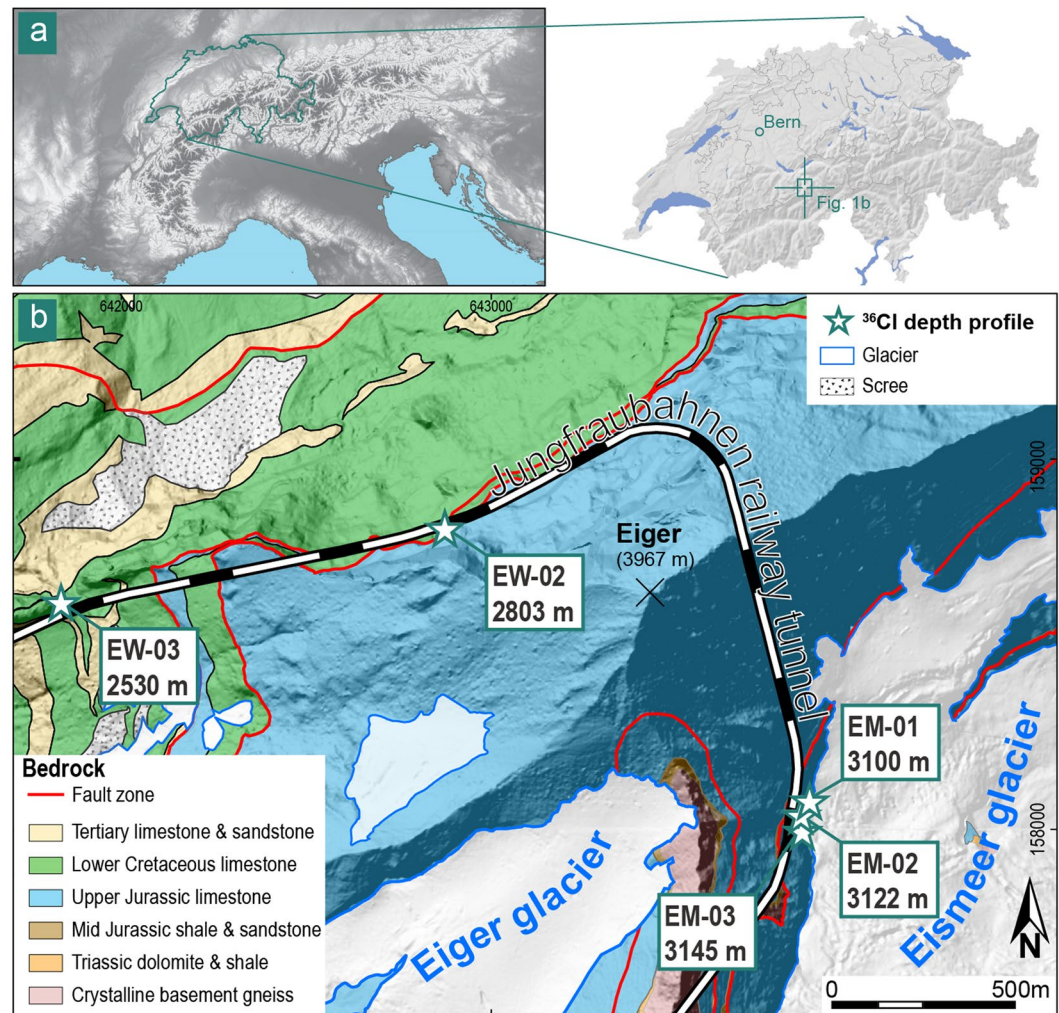 a
Bern
Fig. 1b
b
642000
643000
³⁶Cl depth profile
Glacier
Scree
159000
Jungfraubahnen railway tunnel
Eiger
(3967 m)
EW-02
2803 m
EW-03
2530 m
EM-01
3100 m
158000
EM-02
3122 m
EM-03
3145 m
Eiger glacier
Eismeer glacier
Bedrock
Fault zone
Tertiary limestone & sandstone
Lower Cretaceous limestone
Upper Jurassic limestone
Mid Jurassic shale & sandstone
Triassic dolomite & shale
Crystalline basement gneiss
N
0
500m